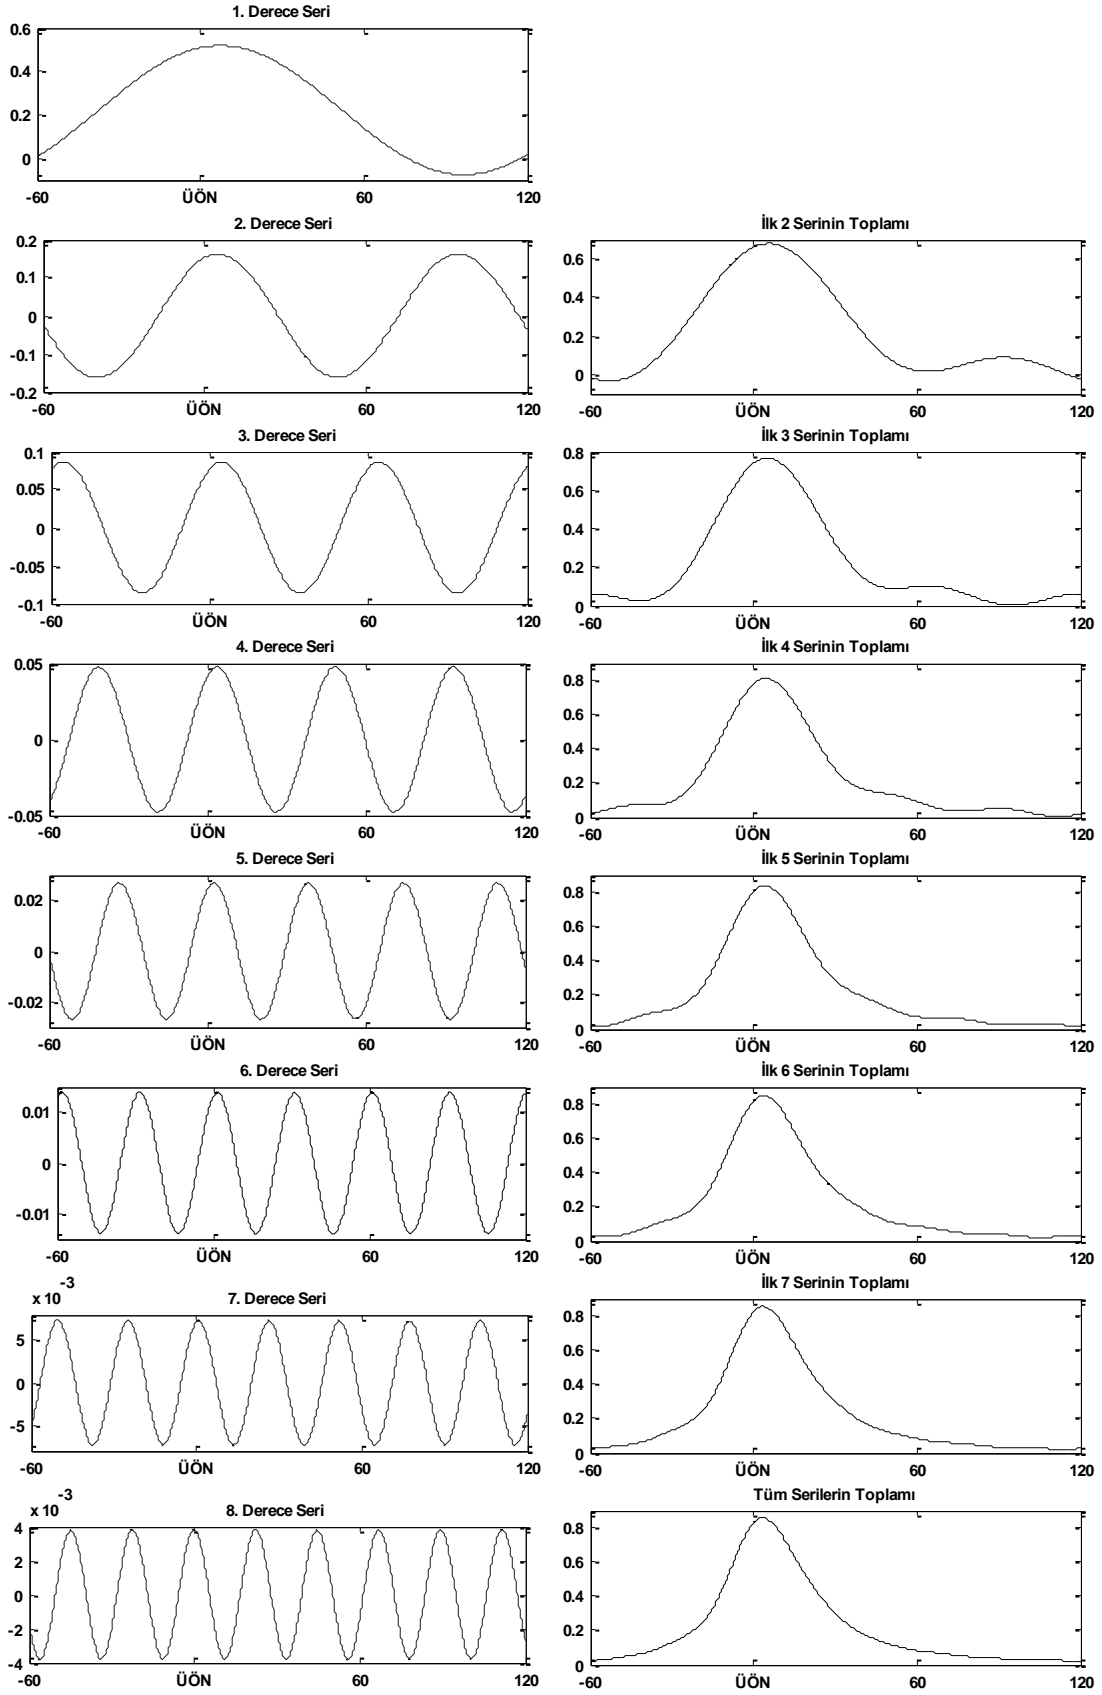 1. Derece Seri
0.6
0.4
0.2
0
-60 ÜÖN 60 120
2. Derece Seri
0.2
0.1
0
-0.1
-0.2
-60 ÜÖN 60 120
İlk 2 Serinin Toplamı
0.6
0.4
0.2
0
-60 ÜÖN 60 120
3. Derece Seri
0.1
0.05
0
-0.05
-0.1
-60 ÜÖN 60 120
İlk 3 Serinin Toplamı
0.8
0.6
0.4
0.2
0
-60 ÜÖN 60 120
4. Derece Seri
0.05
0
-0.05
-60 ÜÖN 60 120
İlk 4 Serinin Toplamı
0.8
0.6
0.4
0.2
0
-60 ÜÖN 60 120
5. Derece Seri
0.02
0
-0.02
-60 ÜÖN 60 120
İlk 5 Serinin Toplamı
0.8
0.6
0.4
0.2
0
-60 ÜÖN 60 120
6. Derece Seri
0.01
0
-0.01
-60 ÜÖN 60 120
İlk 6 Serinin Toplamı
0.8
0.6
0.4
0.2
0
-60 ÜÖN 60 120
-3
x 10
7. Derece Seri
5
0
-5
-60 ÜÖN 60 120
İlk 7 Serinin Toplamı
0.8
0.6
0.4
0.2
0
-60 ÜÖN 60 120
-3
x 10
8. Derece Seri
4
2
0
-2
-4
-60 ÜÖN 60 120
Tüm Serilerin Toplamı
0.8
0.6
0.4
0.2
0
-60 ÜÖN 60 120